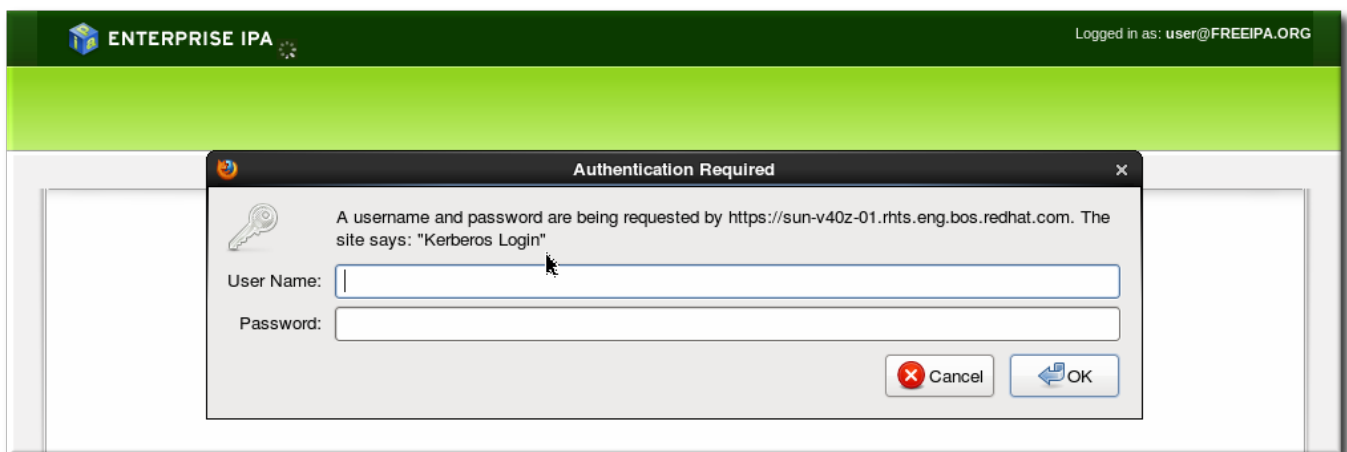 ENTERPRISE IPA
Logged in as: user@FREEIPA.ORG
Authentication Required
A username and password are being requested by https://sun-v40z-01.rhts.eng.bos.redhat.com. The
site says: "Kerberos Login"
User Name:
Password:
Cancel
OK